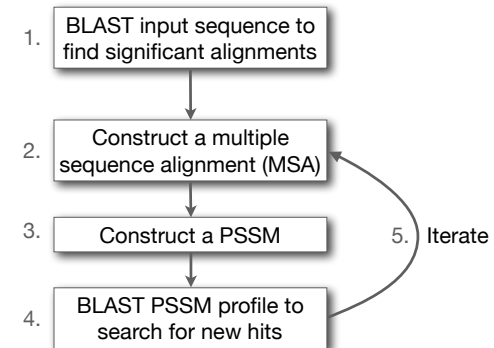 1. BLAST input sequence to
find significant alignments
2. Construct a multiple
sequence alignment (MSA)
3. Construct a PSSM
5. Iterate
4. BLAST PSSM profile to
search for new hits